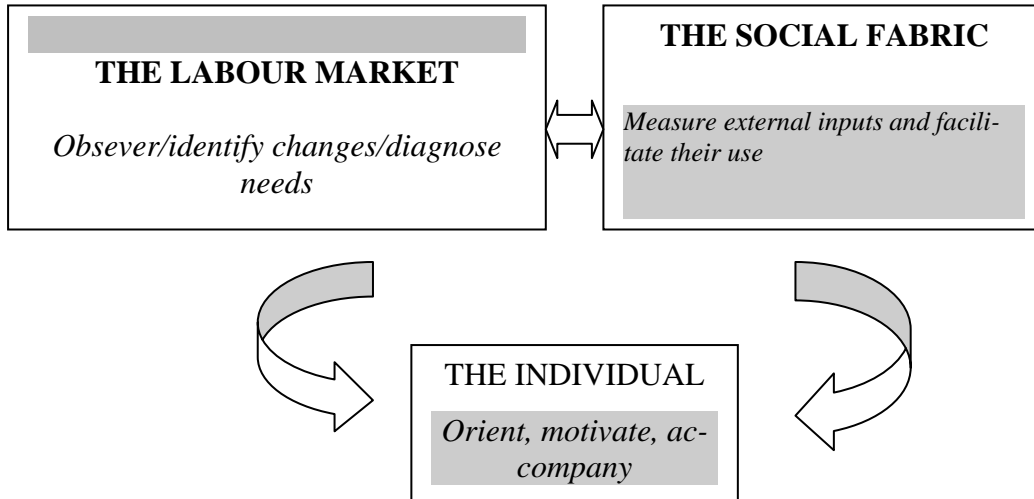 THE LABOUR MARKET
Obsever/identify changes/diagnose
needs
THE SOCIAL FABRIC
Measure external inputs and facili-
tate their use
THE INDIVIDUAL
Orient, motivate, ac-
company